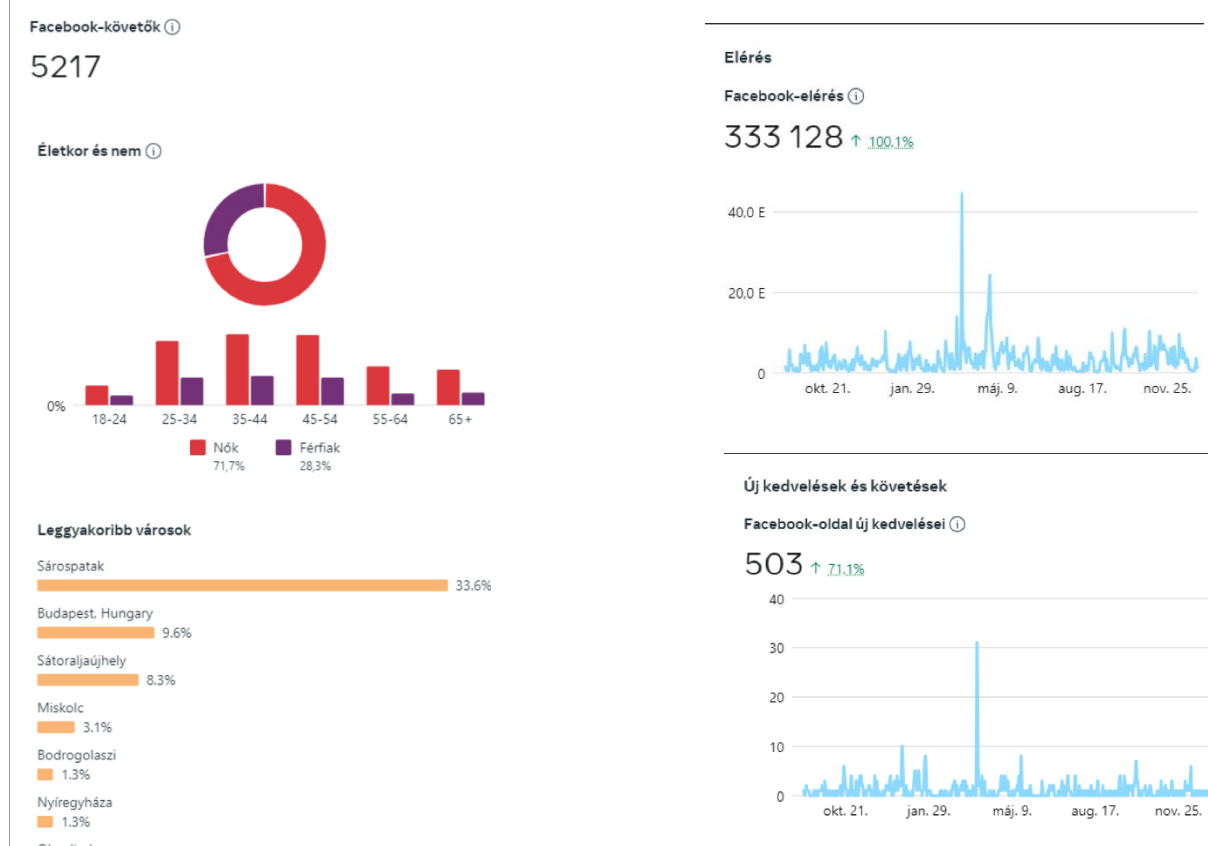 Facebook-követők
5217
Életkor és nem
0%
18-24 25-34 35-44 45-54 55-64 65+
Nők Férfiak
71,7% 28,3%
Leggyakoribb városok
Sárospatak
33.6%
Budapest, Hungary
9.6%
Sátoraljaújhely
8.3%
Miskolc
3.1%
Bodrogolaszi
1.3%
Nyíregyháza
1.3%
Elérés
Facebook-elérés
333 128 ↑ 100,1%
40,0 E
20,0 E
0
okt. 21. jan. 29. máj. 9. aug. 17. nov. 25.
Új kedvelések és követések
Facebook-oldal új kedvelései
503 ↑ 71,1%
40
30
20
10
0
okt. 21. jan. 29. máj. 9. aug. 17. nov. 25.